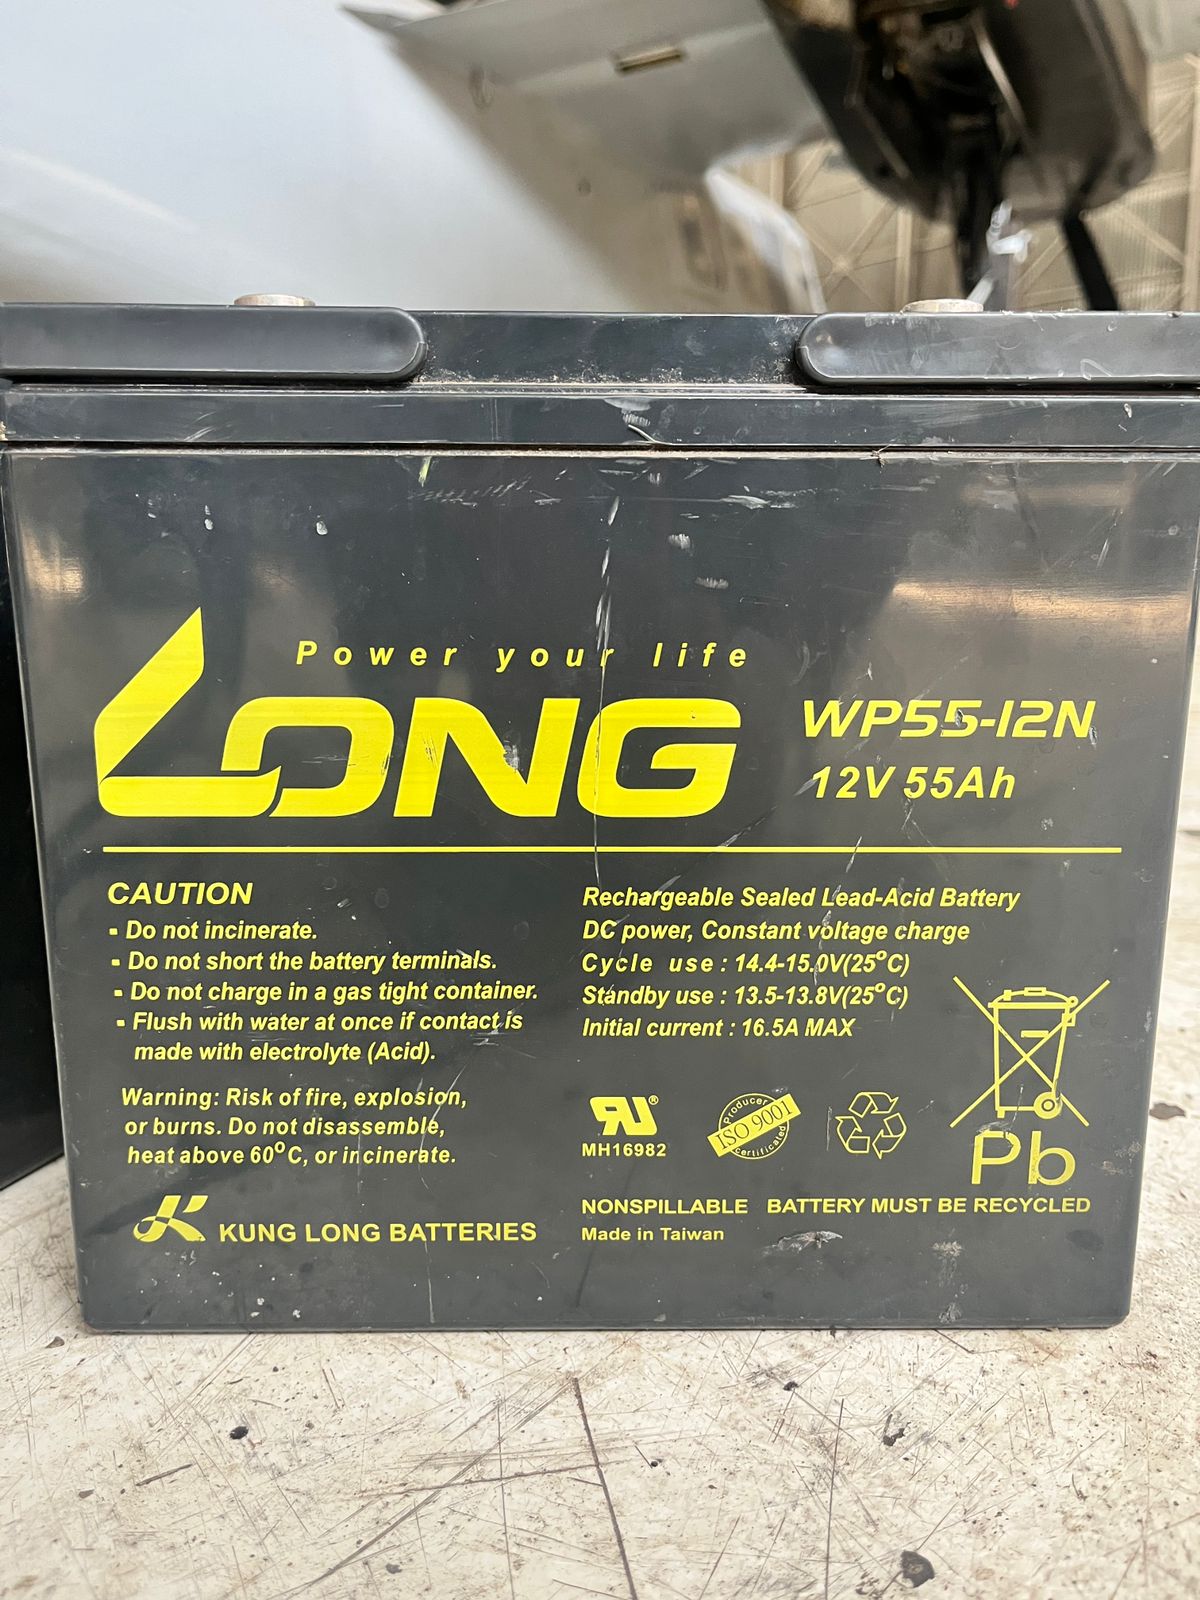 Power your life
LONG
WP55-12N
12V 55Ah
CAUTION
- Do not incinerate.
- Do not short the battery terminals.
- Do not charge in a gas tight container.
- Flush with water at once if contact is
made with electrolyte (Acid).
Warning: Risk of fire, explosion,
or burns. Do not disassemble,
heat above 60°C, or incinerate.
KUNG LONG BATTERIES
Rechargeable Sealed Lead-Acid Battery
DC power, Constant voltage charge
Cycle use : 14.4-15.0V(25°C)
Standby use : 13.5-13.8V(25°C)
Initial current : 16.5A MAX
RU®
MH16982
Producer
ISO 9001
certificated
Pb
NONSPILLABLE BATTERY MUST BE RECYCLED
Made in Taiwan